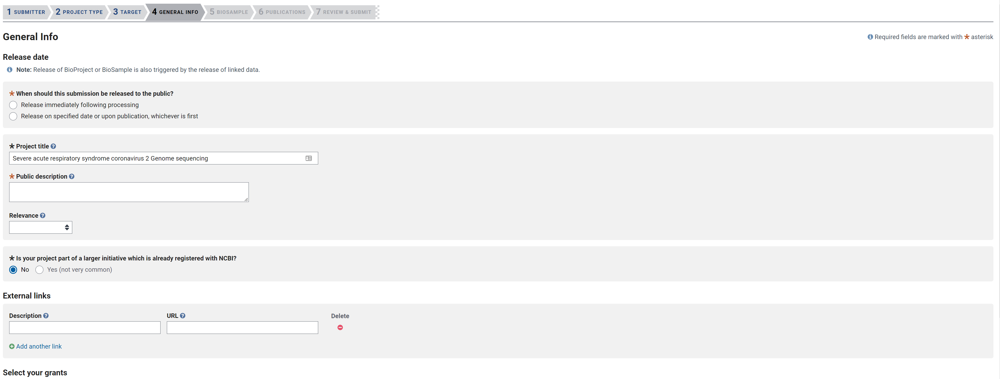 1 SUBMITTER 2 PROJECT TYPE 3 TARGET 4 GENERAL INFO 5 BIOSAMPLE 6 PUBLICATIONS 7 REVIEW & SUBMIT
General Info
Required fields are marked with * asterisk
Release date
Note: Release of BioProject or BioSample is also triggered by the release of linked data.
* When should this submission be released to the public?
Release immediately following processing
Release on specified date or upon publication, whichever is first
* Project title
Severe acute respiratory syndrome coronavirus 2 Genome sequencing
* Public description
Relevance
* Is your project part of a larger initiative which is already registered with NCBI?
No Yes (not very common)
External links
Description URL Delete
Add another link
Select your grants